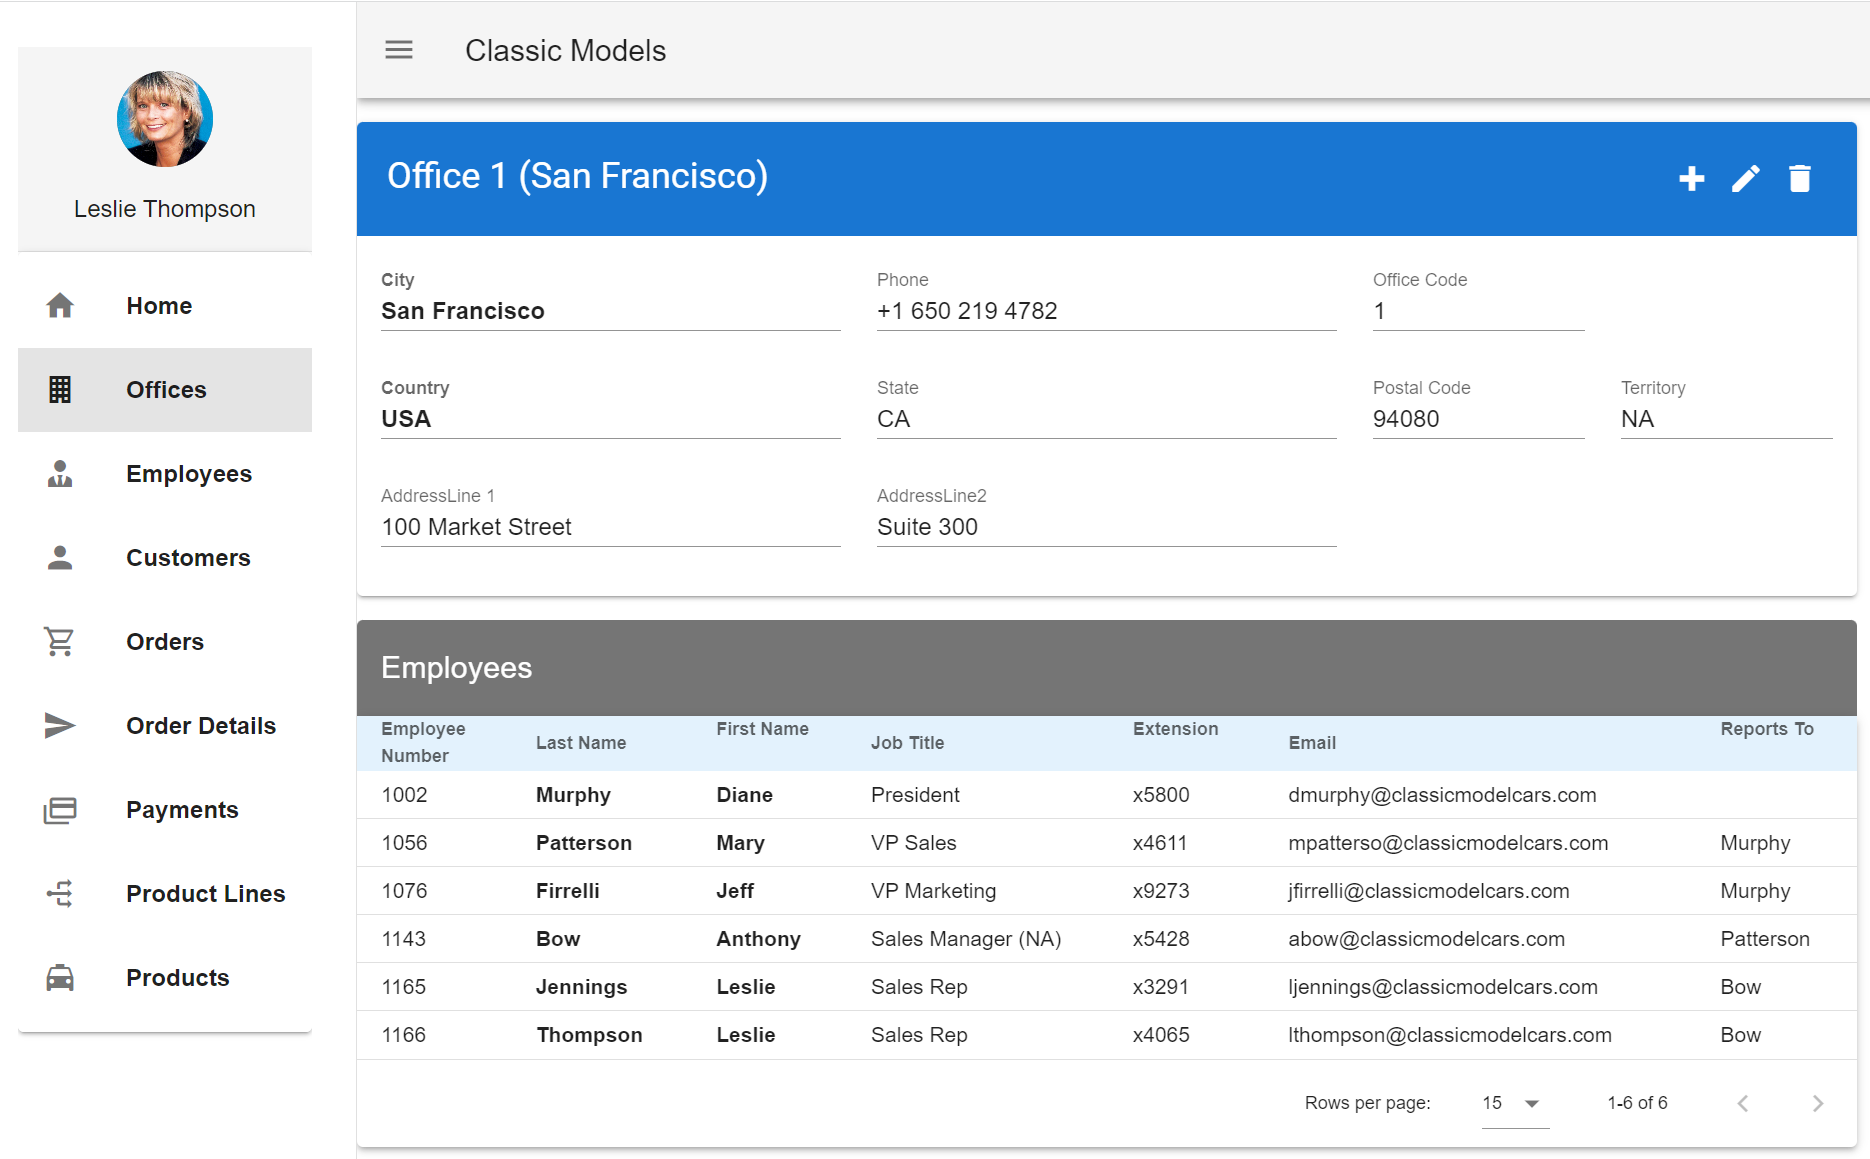 Classic Models
Leslie Thompson
Home
Offices
Employees
Customers
Orders
Order Details
Payments
Product Lines
Products
Office 1 (San Francisco)
City Phone Office Code
San Francisco +1 650 219 4782 1
Country State Postal Code Territory
USA CA 94080 NA
AddressLine 1 AddressLine2
100 Market Street Suite 300
Employees
Employee Number Last Name First Name Job Title Extension Email Reports To
1002 Murphy Diane President x5800 dmurphy@classicmodelcars.com
1056 Patterson Mary VP Sales x4611 mpatterso@classicmodelcars.com Murphy
1076 Firrelli Jeff VP Marketing x9273 jfirrelli@classicmodelcars.com Murphy
1143 Bow Anthony Sales Manager (NA) x5428 abow@classicmodelcars.com Patterson
1165 Jennings Leslie Sales Rep x3291 ljennings@classicmodelcars.com Bow
1166 Thompson Leslie Sales Rep x4065 lthompson@classicmodelcars.com Bow
Rows per page: 15 1-6 of 6